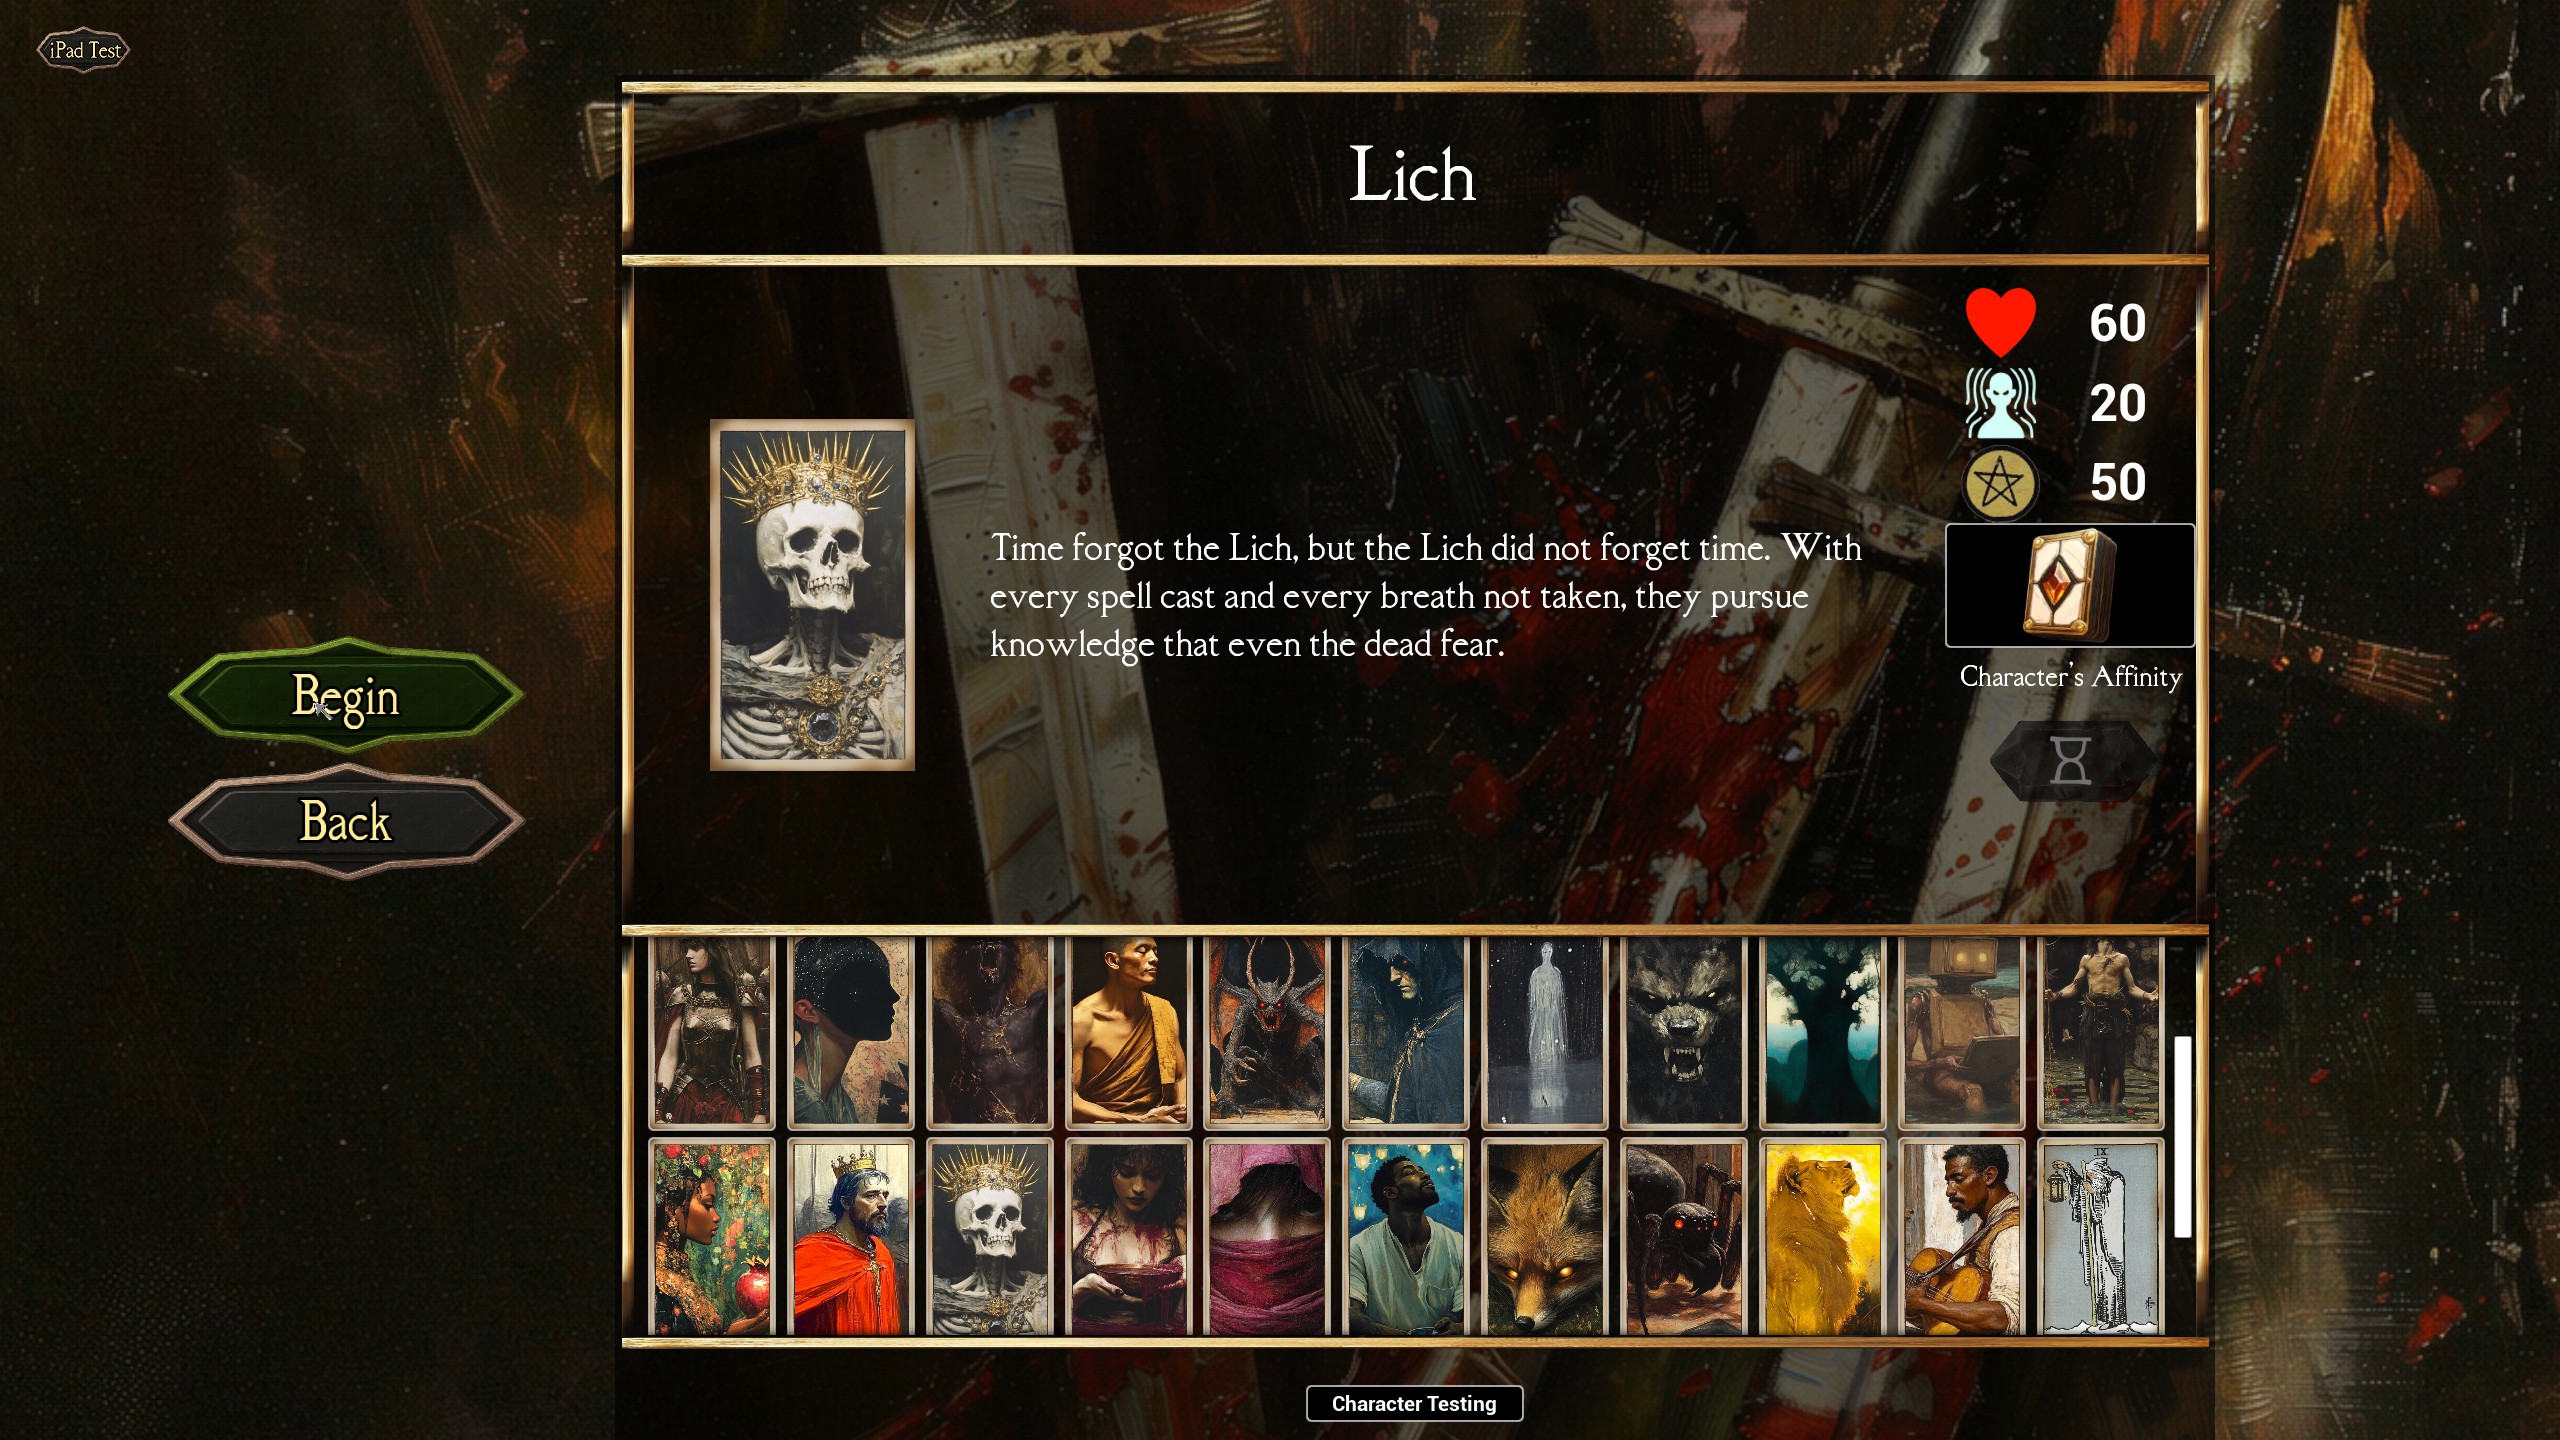 iPad Test
Lich
60
20
50
Time forgot the Lich, but the Lich did not forget time. With
every spell cast and every breath not taken, they pursue
knowledge that even the dead fear.
Character's Affinity
Begin
Back
IX
Character Testing